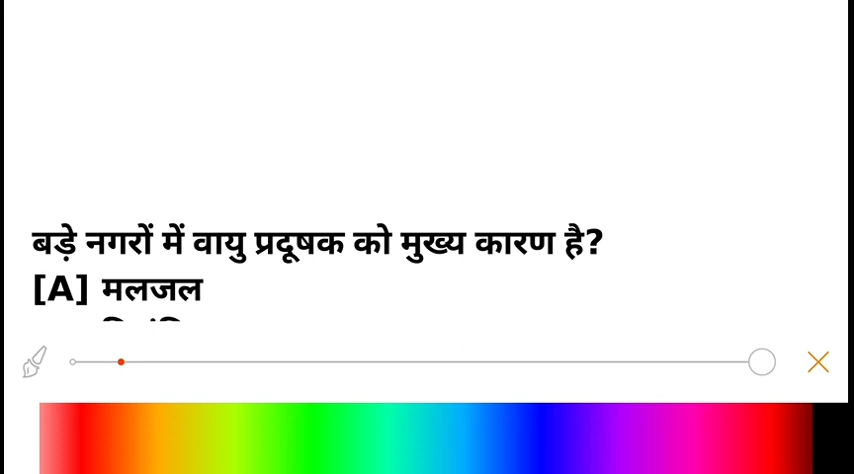 बड़े नगरों में वायु प्रदूषक को मुख्य कारण है?
[A] मलजल